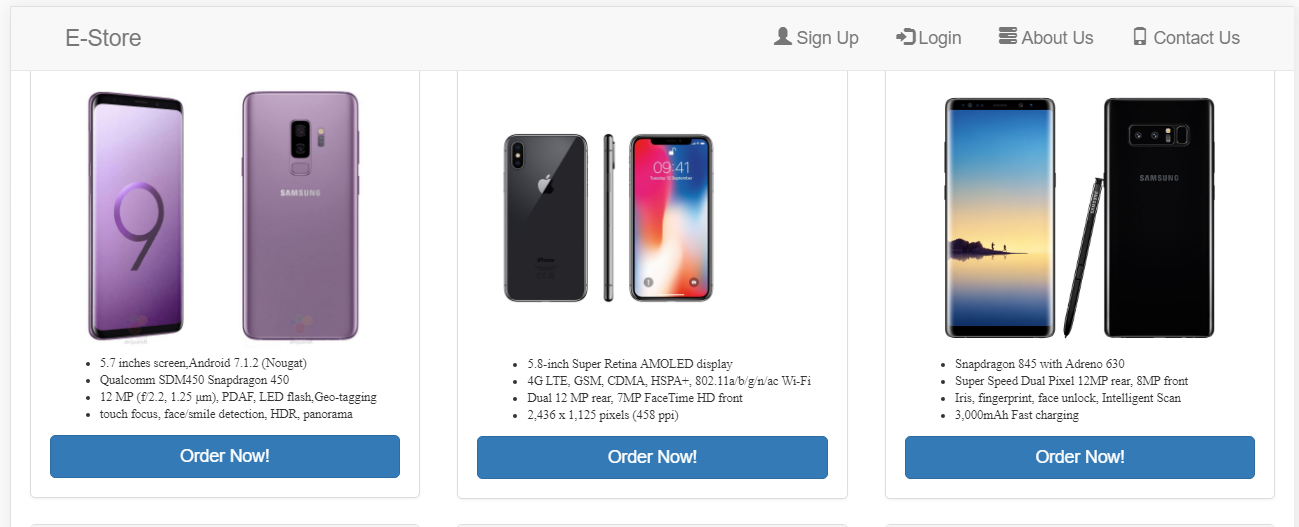 E-Store
Sign Up
Login
About Us
Contact Us
9
SAMSUNG
5.7 inches screen,Android 7.1.2 (Nougat)
Qualcomm SDM450 Snapdragon 450
12 MP (f/2.2, 1.25 µm), PDAF, LED flash,Geo-tagging
touch focus, face/smile detection, HDR, panorama
Order Now!
iPhone
09:41
Tuesday 12 September
5.8-inch Super Retina AMOLED display
4G LTE, GSM, CDMA, HSPA+, 802.11a/b/g/n/ac Wi-Fi
Dual 12 MP rear, 7MP FaceTime HD front
2,436 x 1,125 pixels (458 ppi)
Order Now!
SAMSUNG
Snapdragon 845 with Adreno 630
Super Speed Dual Pixel 12MP rear, 8MP front
Iris, fingerprint, face unlock, Intelligent Scan
3,000mAh Fast charging
Order Now!